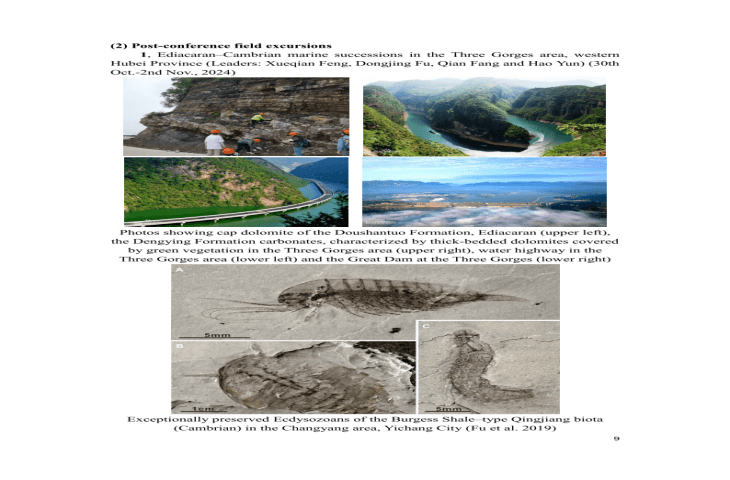 (2) Post-conference field excursions
1, Ediacaran–Cambrian marine successions in the Three Gorges area, western
Hubei Province (Leaders: Xueqian Feng, Dongjing Fu, Qian Fang and Hao Yun) (30th
Oct.-2nd Nov., 2024)
Photos showing cap dolomite of the Doushantuo Formation, Ediacaran (upper left),
the Dengying Formation carbonates, characterized by thick-bedded dolomites covered
by green vegetation in the Three Gorges area (upper right), water highway in the
Three Gorges area (lower left) and the Great Dam at the Three Gorges (lower right)
A
5mm
B
1cm
C
5mm
Exceptionally preserved Ecdysozoans of the Burgess Shale–type Qingjiang biota
(Cambrian) in the Changyang area, Yichang City (Fu et al. 2019)
9